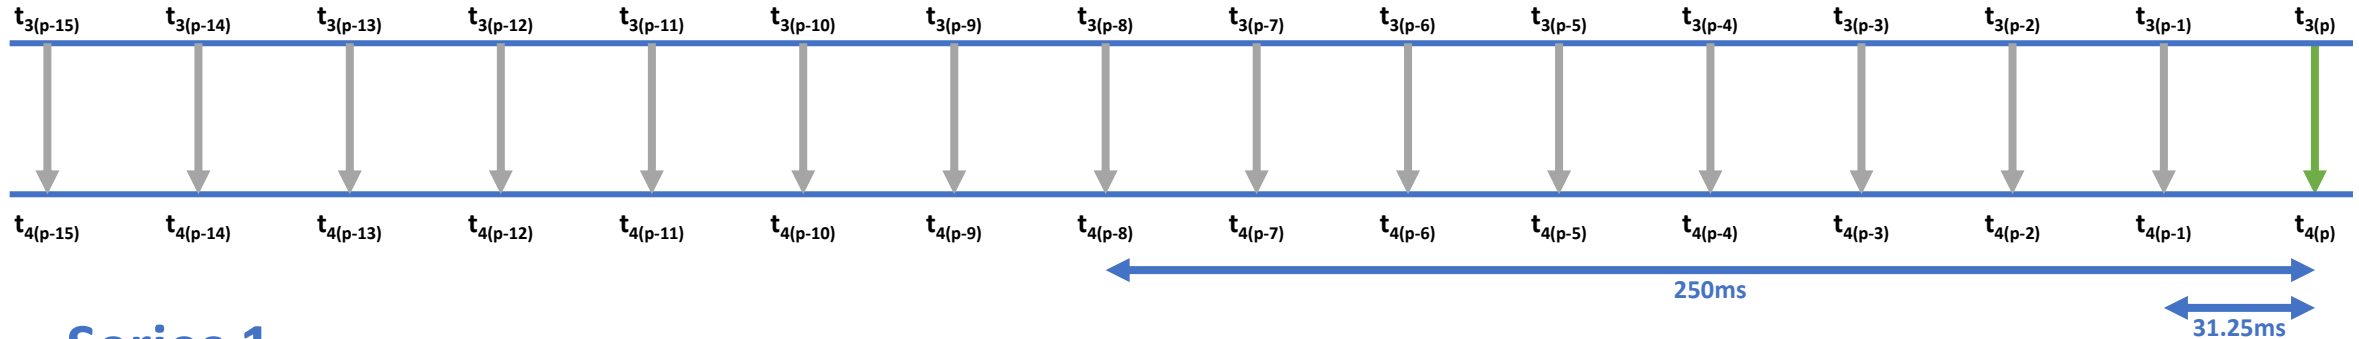 t3(p-15) t3(p-14) t3(p-13) t3(p-12) t3(p-11) t3(p-10) t3(p-9) t3(p-8) t3(p-7) t3(p-6) t3(p-5) t3(p-4) t3(p-3) t3(p-2) t3(p-1) t3(p)
t4(p-15) t4(p-14) t4(p-13) t4(p-12) t4(p-11) t4(p-10) t4(p-9) t4(p-8) t4(p-7) t4(p-6) t4(p-5) t4(p-4) t4(p-3) t4(p-2) t4(p-1) t4(p)
250ms
31.25ms
Series 1